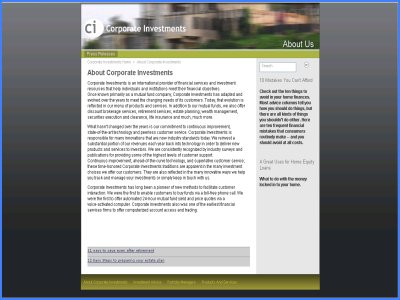 ci Corporate Investments
About Us
Press Releases
Corporate Investments Home > About Corporate Investments
About Corporate Investments
Corporate Investments is an international provider of financial services and investment
resources that help individuals and institutions meet their financial objectives.
Once known primarily as a mutual fund company, Corporate Investments has adapted and
evolved over the years to meet the changing needs of its customers. Today, that evolution is
reflected in our menu of products and services. In addition to our mutual funds, we also offer
discount brokerage services, retirement services, estate planning, wealth management,
securities execution and clearance, life insurance and much, much more.
What hasn't changed over the years is our commitment to continuous improvement,
state-of-the-art technology and peerless customer service. Corporate Investments is
responsible for many innovations that are now industry standards today. We reinvest a
substantial portion of our revenues each year back into technology in order to deliver new
products and services to investors. We are consistently recognized by industry surveys and
publications for providing some of the highest levels of customer support.
Continuous improvement, ahead-of-the-curve technology, and supurlative customer service;
these time-honored Corporate Investments traditions are apparent in the many investment
choices we offer our customers. They are also reflected in the many innovative ways we help
you track and manage your investments or simply keep in touch with us.
Corporate Investments has long been a pioneer of new methods to facilitate customer
interaction. We were the first to enable customers to buy funds via a toll-free phone call. We
were the first to offer automated 24-hour mutual fund yield and price quotes via a
voice-activated computer. Corporate Investments also was one of the earliest financial
services firms to offer computerized account access and trading.
11 ways to save even after retirement
12 easy steps to preparing your estate plan
Search
10 Mistakes You Can't Afford
Check out the ten things to
avoid in your home finances.
Most advice columns tell you
how you should do things, but
there are all kinds of things
you shouldn't do either. Here
are ten frequent financial
mistakes that consumers
routinely make -- and you
should avoid at all costs.
A Great Uses for Home Equity
Loans
What to do with the money
locked in to your home.
About Corporate Investments
Investment Advice
Portfolio Managers
Products And Services